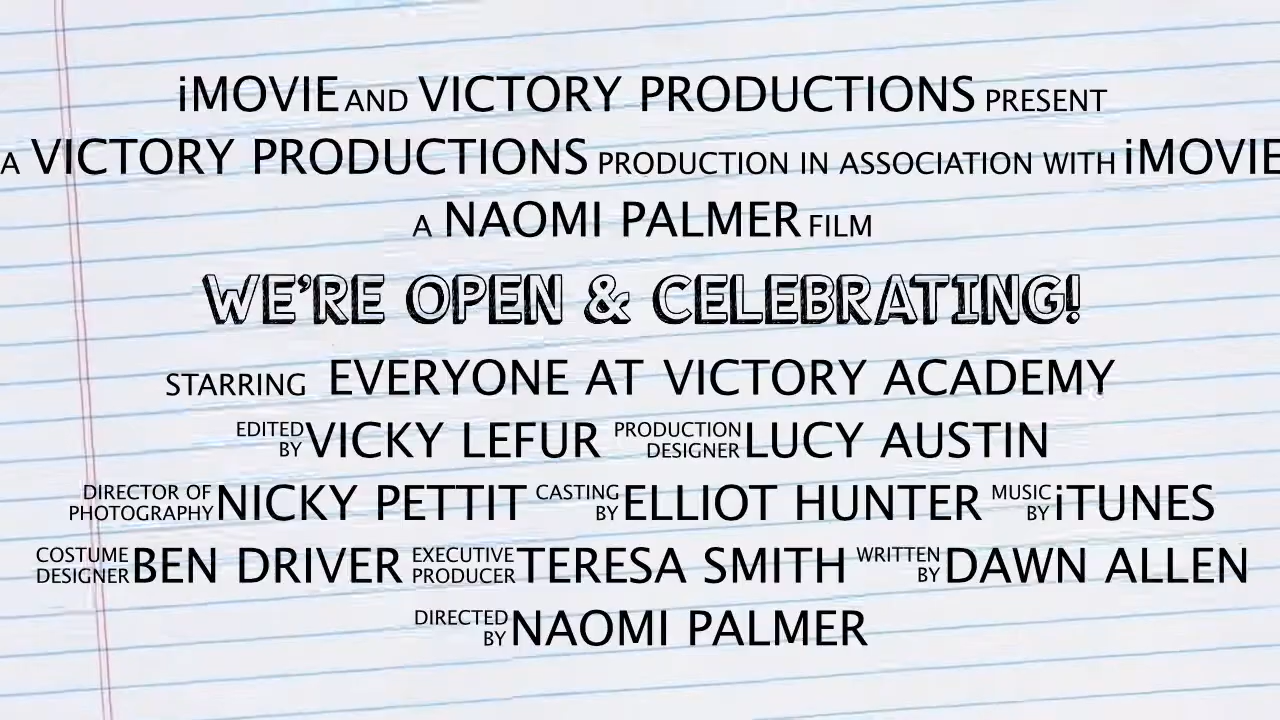 iMOVIE AND VICTORY PRODUCTIONS PRESENT
A VICTORY PRODUCTIONS PRODUCTION IN ASSOCIATION WITH iMOVIE
A NAOMI PALMER FILM
WE'RE OPEN & CELEBRATING!
STARRING EVERYONE AT VICTORY ACADEMY
EDITED BY VICKY LEFUR PRODUCTION DESIGNER LUCY AUSTIN
DIRECTOR OF PHOTOGRAPHY NICKY PETTIT CASTING BY ELLIOT HUNTER MUSIC BY iTUNES
COSTUME DESIGNER BEN DRIVER EXECUTIVE PRODUCER TERESA SMITH WRITTEN BY DAWN ALLEN
DIRECTED BY NAOMI PALMER